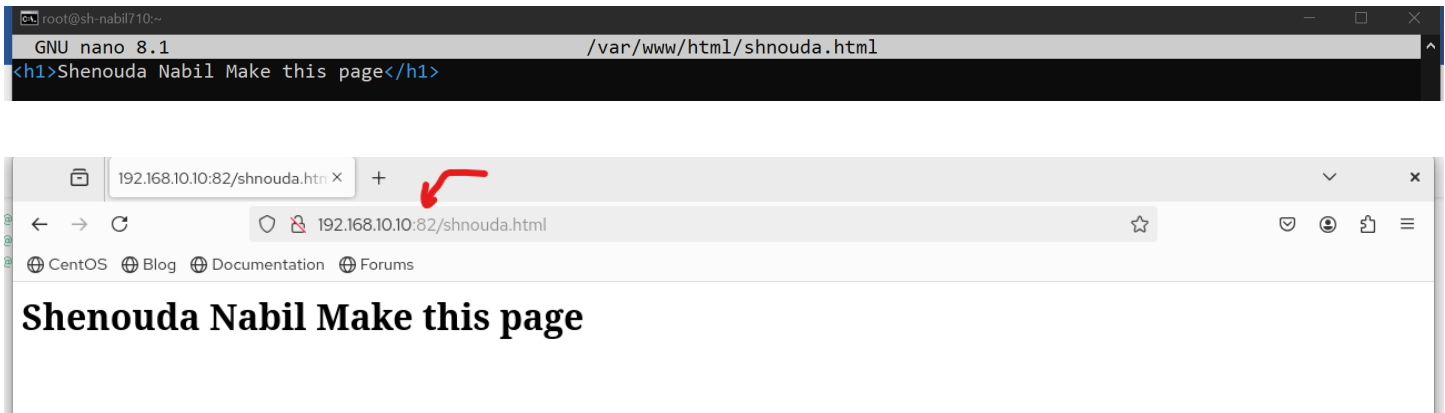 root@sh-nabil710:~
GNU nano 8.1 /var/www/html/shnouda.html
<h1>Shenouda Nabil Make this page</h1>
192.168.10.10:82/shnouda.htm
192.168.10.10:82/shnouda.html
CentOS Blog Documentation Forums
Shenouda Nabil Make this page